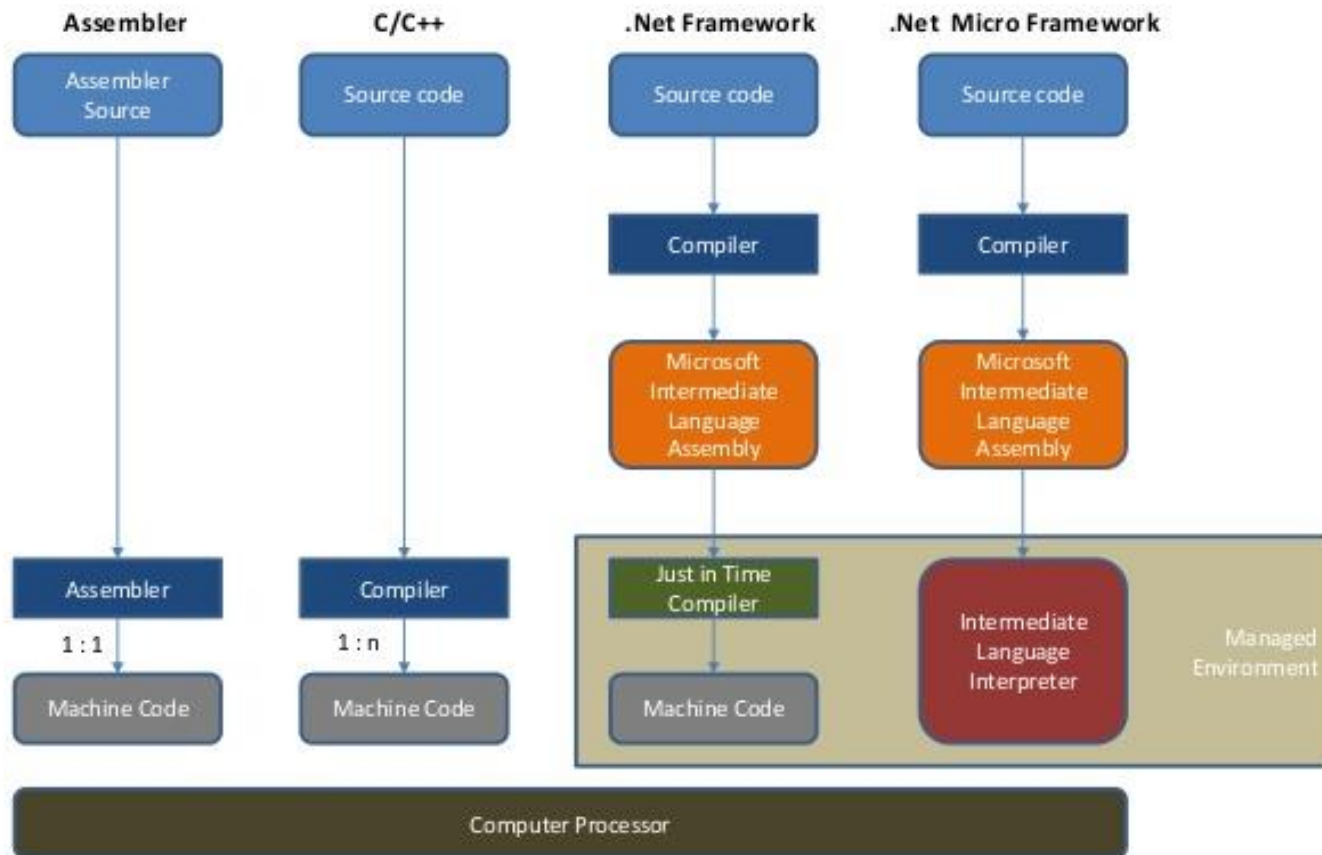 Assembler
C/C++
.Net Framework
.Net Micro Framework
Assembler
Source
Source code
Source code
Source code
Compiler
Compiler
Microsoft
Intermediate
Language
Assembly
Microsoft
Intermediate
Language
Assembly
Assembler
Compiler
Just in Time
Compiler
Intermediate
Language
Interpreter
Managed
Environment
1 : 1
1 : n
Machine Code
Machine Code
Machine Code
Computer Processor